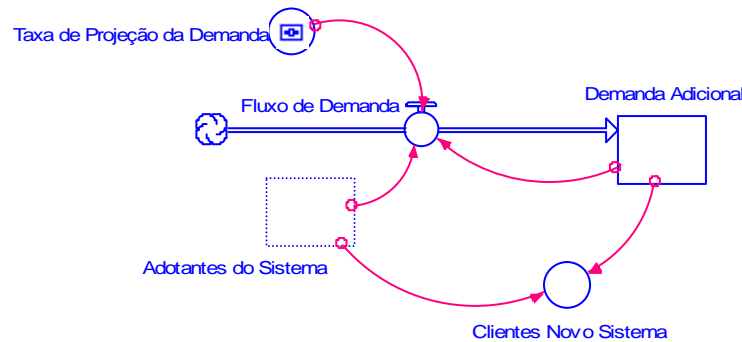 Taxa de Projeção da Demanda
Demanda Adicional
Fluxo de Demanda
Adotantes do Sistema
Clientes Novo Sistema